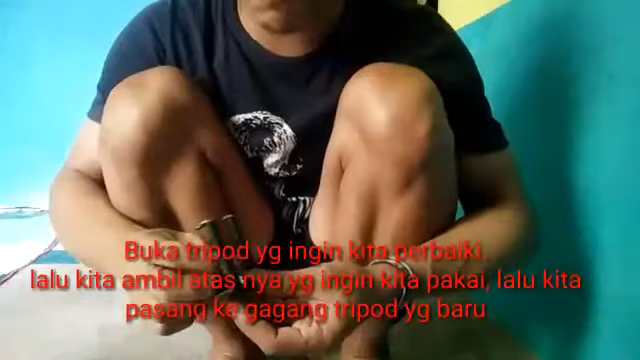 Buka tripod yg ingin kita perbaiki.
lalu kita ambil atas nya yg ingin kita pakai, lalu kita
pasang ke gagang tripod yg baru